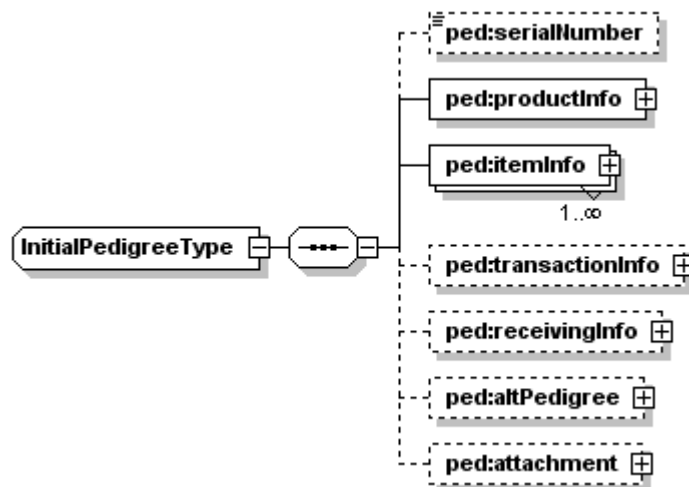 ped:serialNumber
ped:productInfo
ped:itemInfo
1..∞
InitialPedigreeType
ped:transactionInfo
ped:receivingInfo
ped:altPedigree
ped:attachment